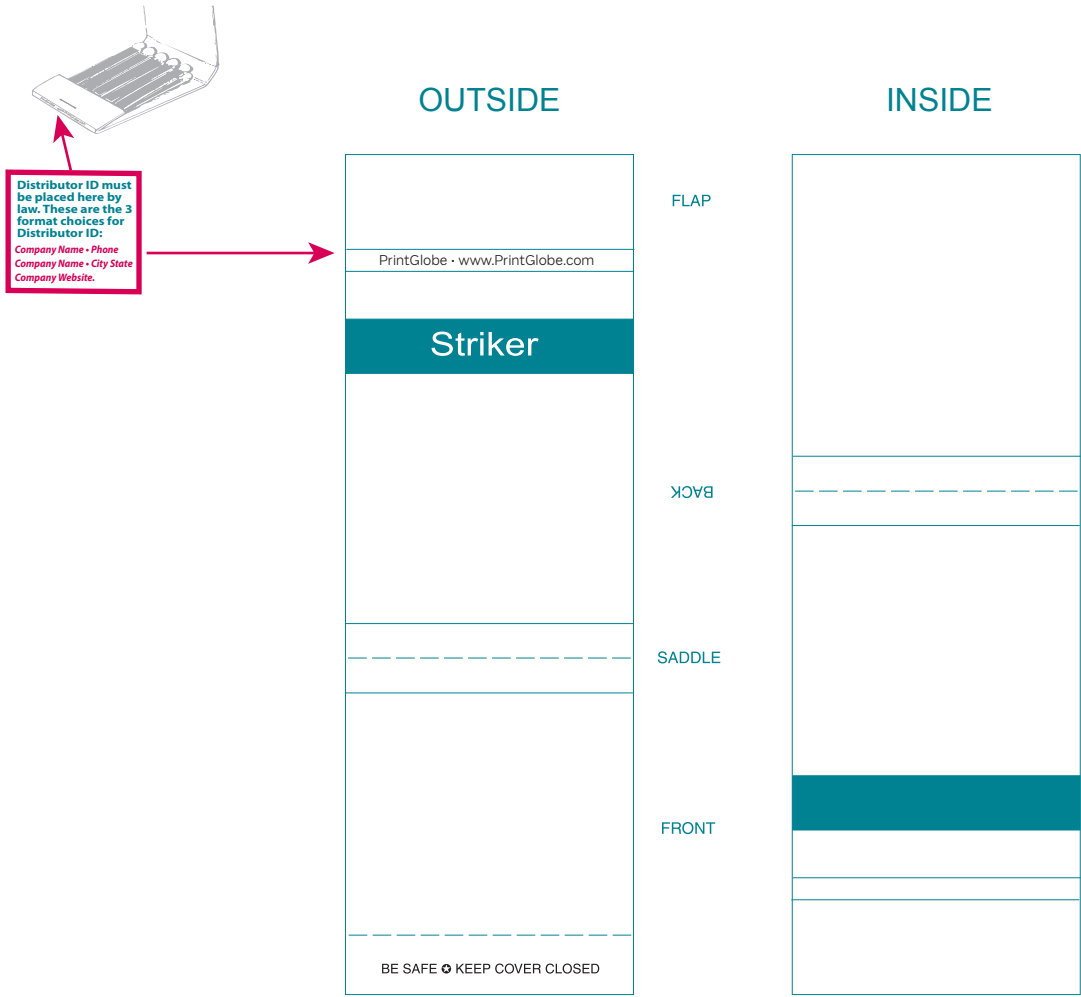 OUTSIDE
INSIDE
Distributor ID must
be placed here by
law. These are the 3
format choices for
Distributor ID:
Company Name • Phone
Company Name • City State
Company Website.
FLAP
PrintGlobe • www.PrintGlobe.com
Striker
BACK
SADDLE
FRONT
BE SAFE ✪ KEEP COVER CLOSED